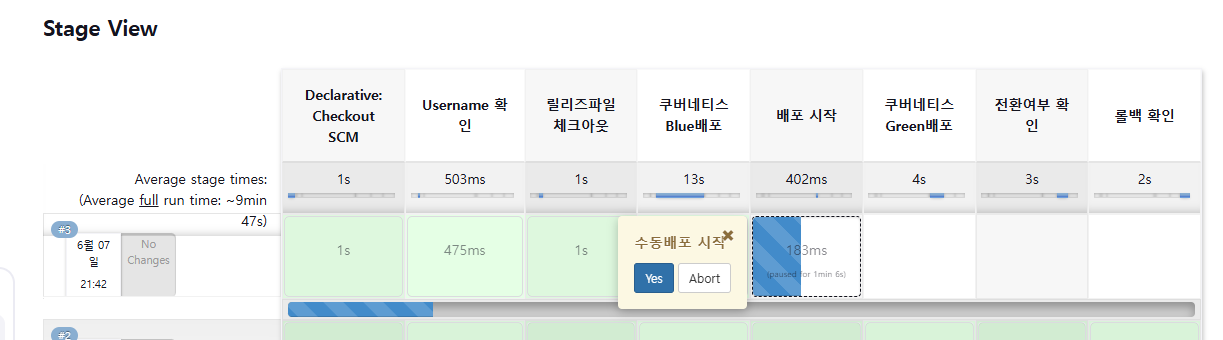 Stage View
Declarative:
Checkout
SCM
Username 확
인
릴리즈파일
체크아웃
쿠버네티스
Blue배포
배포 시작
쿠버네티스
Green배포
전환여부 확
인
롤백 확인
Average stage times:
(Average full run time: ~9min
47s)
1s
503ms
1s
13s
402ms
4s
3s
2s
#3
6월 07
일
21:42
No
Changes
1s
475ms
1s
수동배포 시작
Yes
Abort
183ms
(paused for 1min 6s)
#2